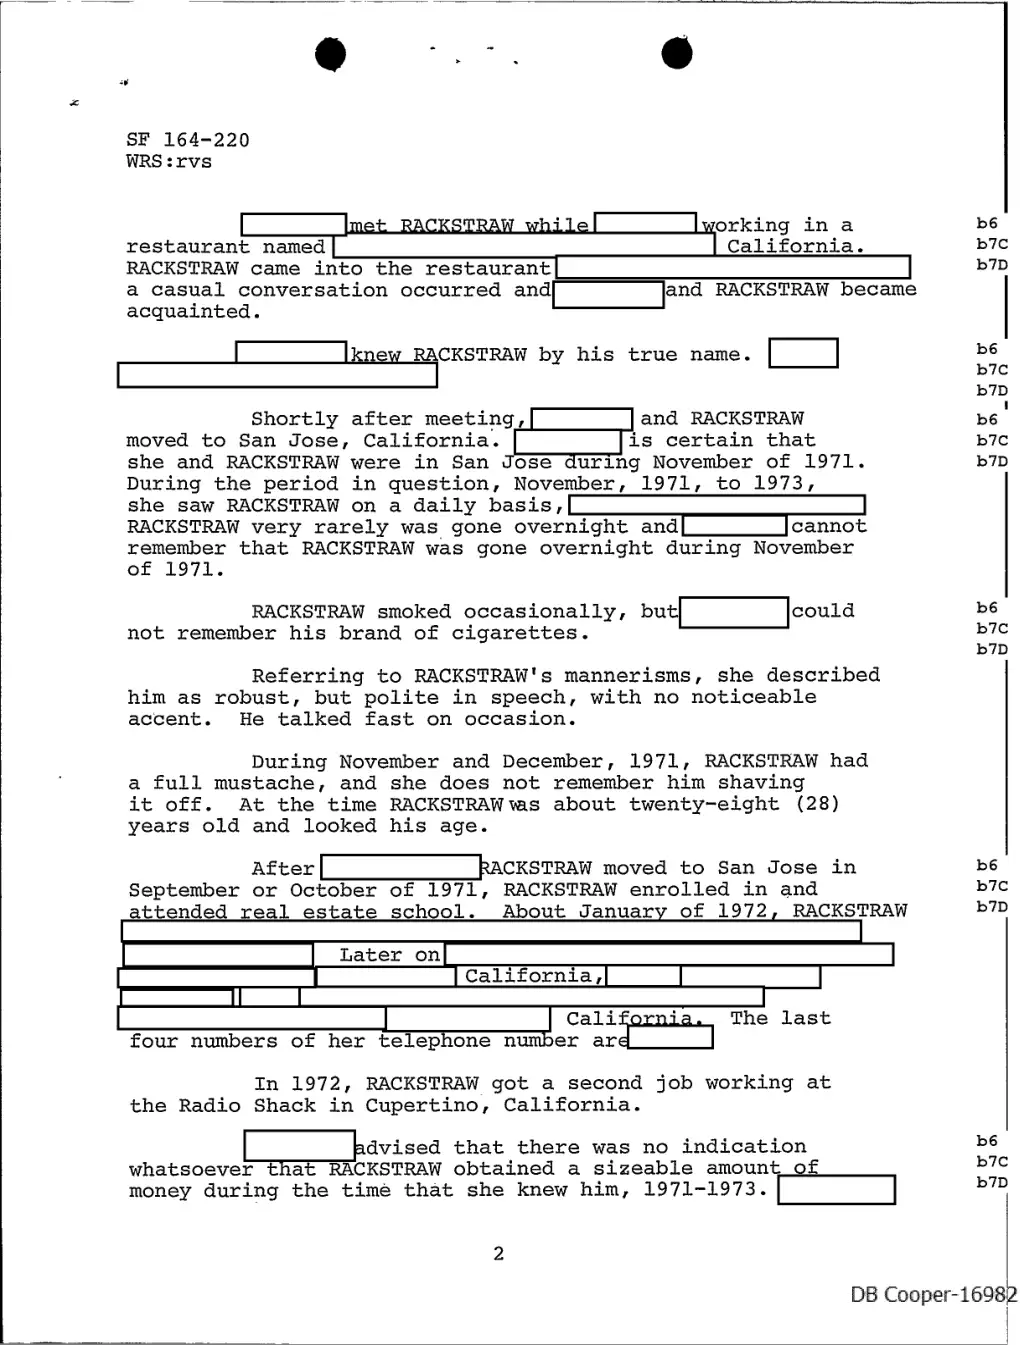 SF 164-220
WRS:rvs
met RACKSTRAW while working in a b6
restaurant named California. b7C
RACKSTRAW came into the restaurant b7D
a casual conversation occurred and and RACKSTRAW became
acquainted.
knew RACKSTRAW by his true name. b6
b7C
b7D
Shortly after meeting, and RACKSTRAW b6
moved to San Jose, California. is certain that b7C
she and RACKSTRAW were in San Jose during November of 1971. b7D
During the period in question, November, 1971, to 1973,
she saw RACKSTRAW on a daily basis,
RACKSTRAW very rarely was gone overnight and cannot
remember that RACKSTRAW was gone overnight during November
of 1971.
RACKSTRAW smoked occasionally, but could b6
not remember his brand of cigarettes. b7C
b7D
Referring to RACKSTRAW's mannerisms, she described
him as robust, but polite in speech, with no noticeable
accent. He talked fast on occasion.
During November and December, 1971, RACKSTRAW had
a full mustache, and she does not remember him shaving
it off. At the time RACKSTRAW was about twenty-eight (28)
years old and looked his age.
After RACKSTRAW moved to San Jose in b6
September or October of 1971, RACKSTRAW enrolled in and b7C
attended real estate school. About January of 1972, RACKSTRAW b7D
Later on
California,
California. The last
four numbers of her telephone number are
In 1972, RACKSTRAW got a second job working at
the Radio Shack in Cupertino, California.
advised that there was no indication b6
whatsoever that RACKSTRAW obtained a sizeable amount of b7C
money during the time that she knew him, 1971-1973. b7D
2
DB Cooper-16982